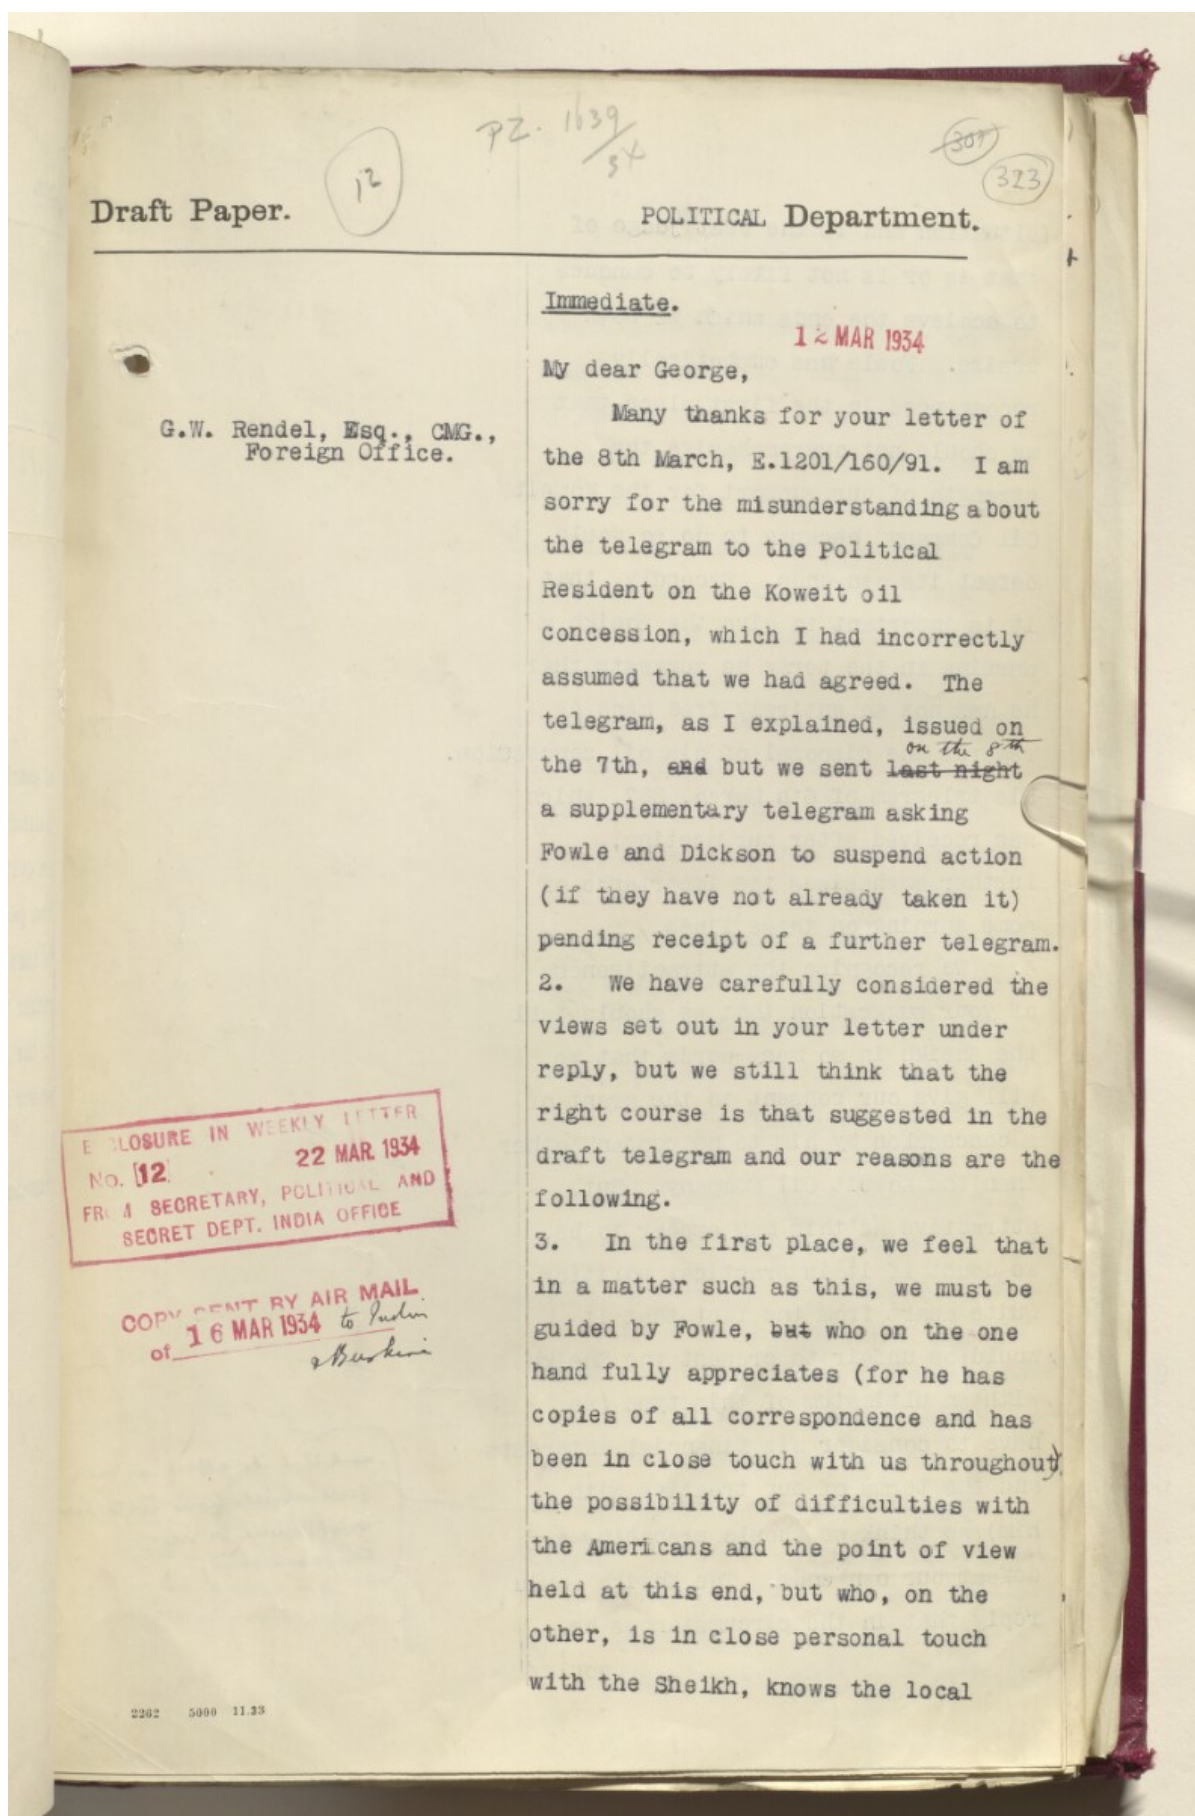 PZ. 1639
34
12
307
323
Draft Paper.
POLITICAL Department.
Immediate.
12 MAR 1934
My dear George,
G.W. Rendel, Esq., CMG.,
Foreign Office.
Many thanks for your letter of
the 8th March, E.1201/160/91. I am
sorry for the misunderstanding about
the telegram to the Political
Resident on the Koweit oil
concession, which I had incorrectly
assumed that we had agreed. The
telegram, as I explained, issued on
on the 8th
the 7th, and but we sent last night
a supplementary telegram asking
Fowle and Dickson to suspend action
(if they have not already taken it)
pending receipt of a further telegram.
2. We have carefully considered the
views set out in your letter under
reply, but we still think that the
right course is that suggested in the
draft telegram and our reasons are the
following.
3. In the first place, we feel that
in a matter such as this, we must be
guided by Fowle, but who on the one
hand fully appreciates (for he has
copies of all correspondence and has
been in close touch with us throughout)
the possibility of difficulties with
the Americans and the point of view
held at this end, but who, on the
other, is in close personal touch
with the Sheikh, knows the local
ENCLOSURE IN WEEKLY LETTER
No. 12 22 MAR. 1934
FROM SECRETARY, POLITICAL AND
SECRET DEPT. INDIA OFFICE
COPY SENT BY AIR MAIL
of 16 MAR 1934 to India
& Bushire
2262 5000 11.33